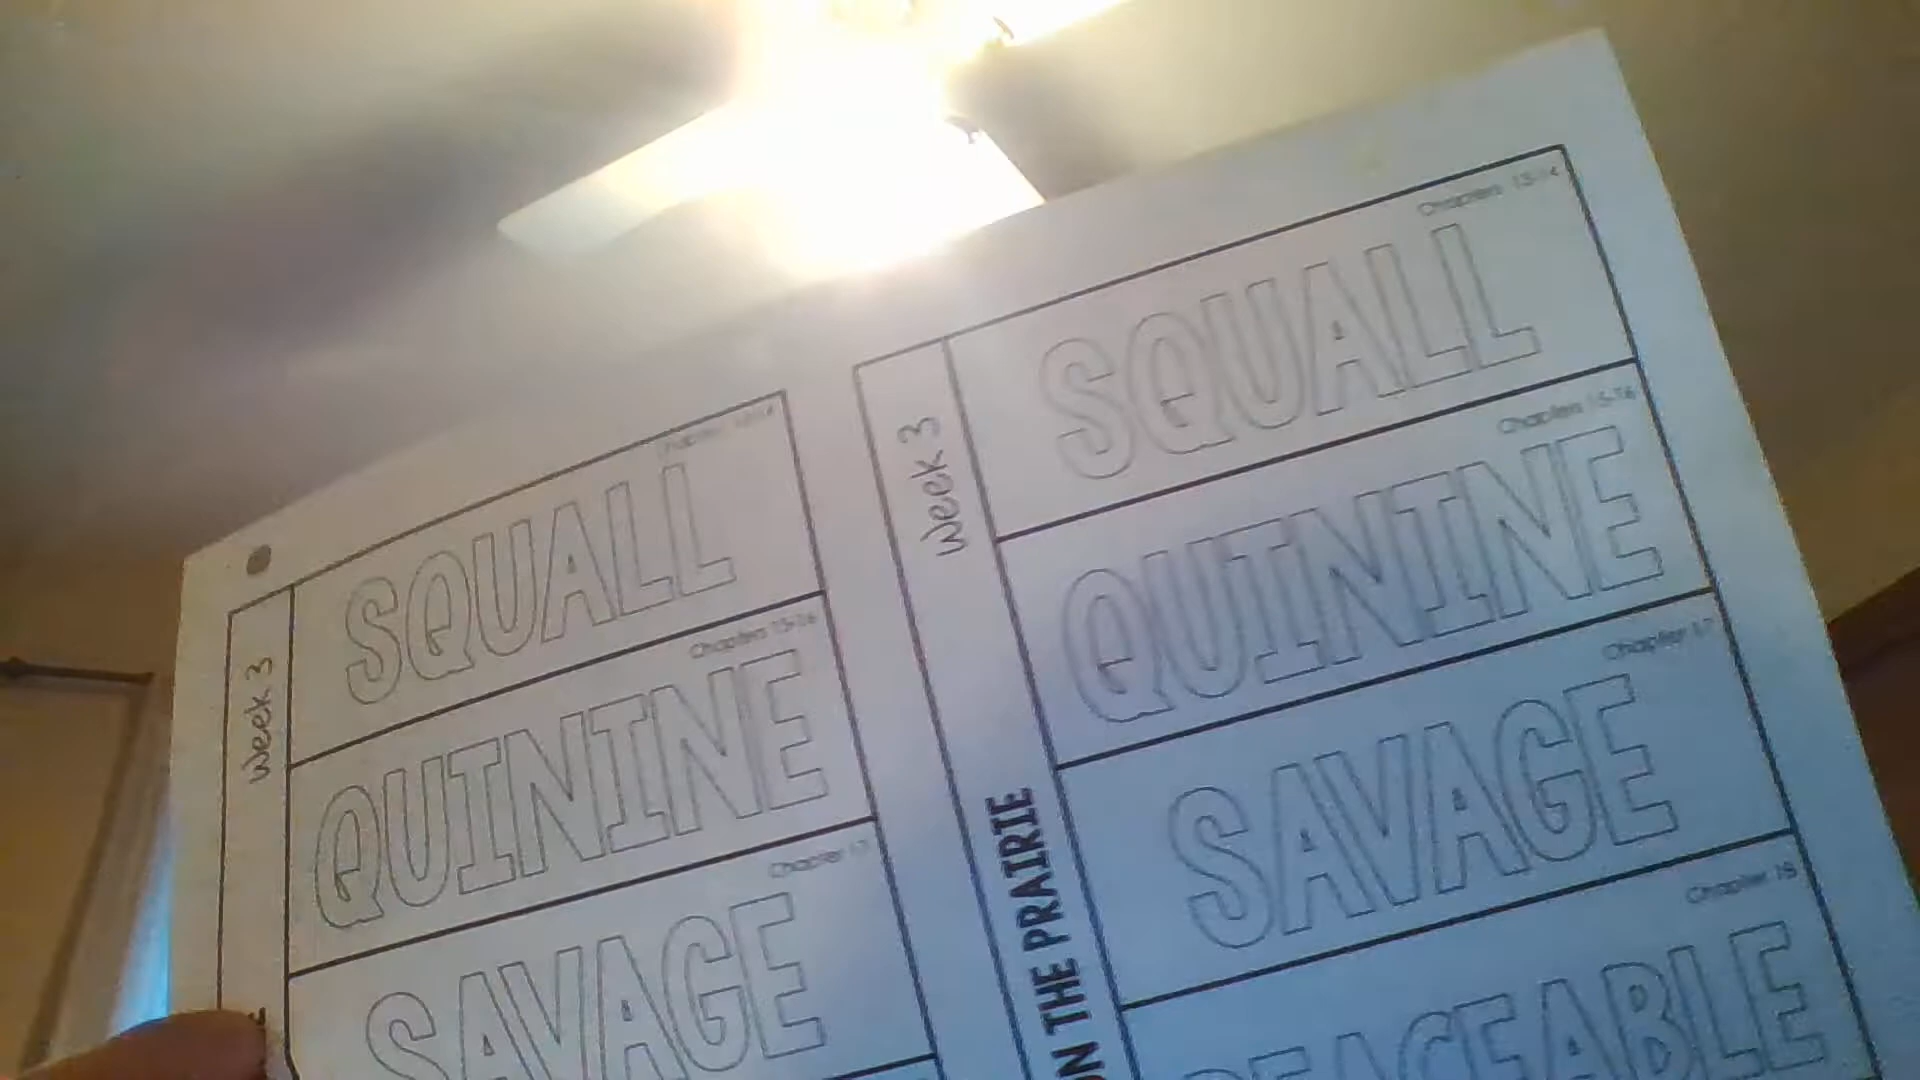 Week 3
Chapters 13-14
SQUALL
Chapters 15-16
QUININE
Chapter 17
SAVAGE
Week 3
ON THE PRAIRIE
Chapters 13-14
SQUALL
Chapters 15-16
QUININE
Chapter 17
SAVAGE
Chapter 18
PEACEABLE